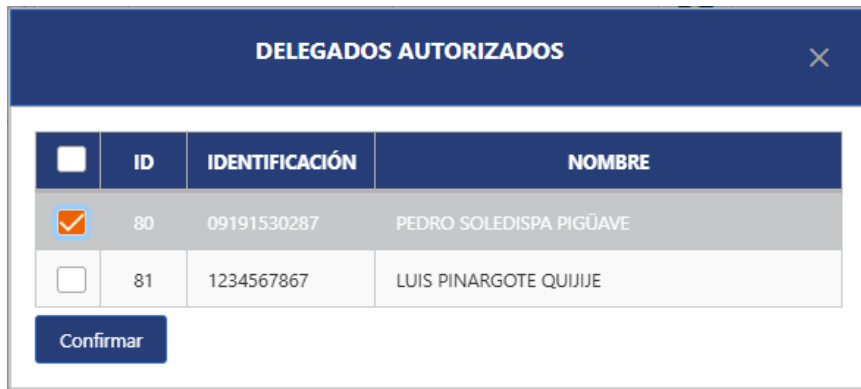 DELEGADOS AUTORIZADOS
ID IDENTIFICACIÓN NOMBRE
80 09191530287 PEDRO SOLEDISPA PIGÜAVE
81 1234567867 LUIS PINARGOTE QUIJIJE
Confirmar